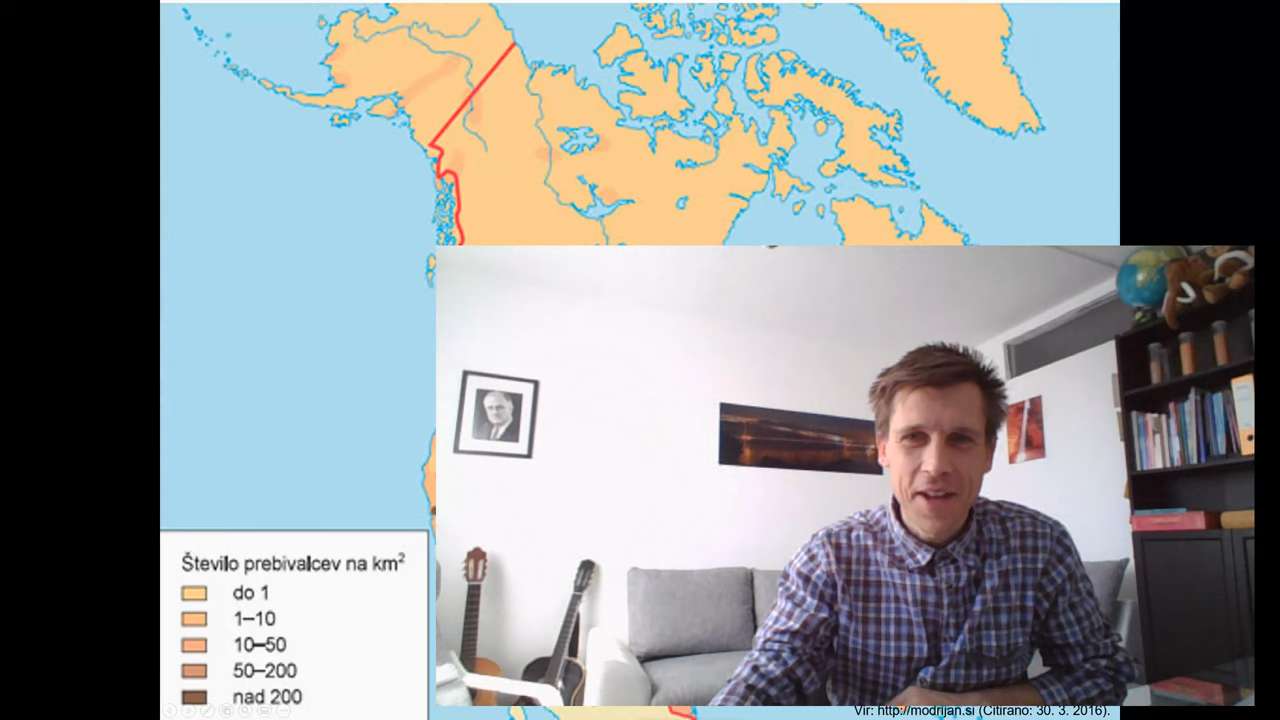 Število prebivalcev na km²
do 1
1–10
10–50
50–200
nad 200
Vir: http://modrijan.si (Citirano: 30. 3. 2016).